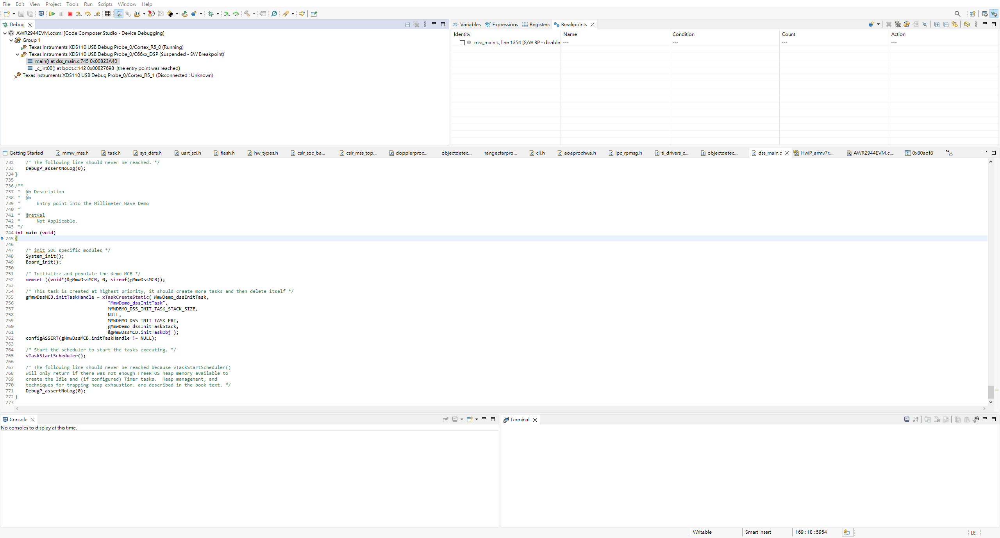 File Edit View Project Tools Run Scripts Window Help
Debug
AWR2944EVM.ccxml [Code Composer Studio - Device Debugging]
Group 1
Texas Instruments XDS110 USB Debug Probe_0/Cortex_R5_0 (Running)
Texas Instruments XDS110 USB Debug Probe_0/C66xx_DSP (Suspended - SW Breakpoint)
main() at dss_main.c:745 0x00823A40
_c_int00() at boot.c:142 0x00827698 (the entry point was reached)
Texas Instruments XDS110 USB Debug Probe_0/Cortex_R5_1 (Disconnected : Unknown)
(x)= Variables Expressions Registers Breakpoints
Identity Name Condition Count Action
mss_main.c, line 1354 [S/W BP - disable --- --- --- ---
Getting Started mmw_mss.h task.h sys_defs.h uart_sci.h flash.h hw_types.h cslr_soc_ba... cslr_mss_top... dopplerproc... objectdetec... rangecfarpro... cli.h aoaprochwa.h ipc_rpmsg.h ti_drivers_c... objectdetec... dss_main.c HwiP_armv7r... AWR2944EVM.c... 0x80adf8 »25
732     /* The following line should never be reached. */
733     DebugP_assertNoLog(0);
734 }
735
736 /**
737  *  @b Description
738  *  @n
739  *      Entry point into the Millimeter Wave Demo
740  *
741  *  @retval
742  *      Not Applicable.
743  */
744 int main (void)
745 {
746
747     /* init SOC specific modules */
748     System_init();
749     Board_init();
750
751     /* Initialize and populate the demo MCB */
752     memset ((void*)&gMmwDssMCB, 0, sizeof(gMmwDssMCB));
753
754     /* This task is created at highest priority, it should create more tasks and then delete itself */
755     gMmwDssMCB.initTaskHandle = xTaskCreateStatic( MmwDemo_dssInitTask,
756                                   "MmwDemo_dssInitTask",
757                                   MMWDEMO_DSS_INIT_TASK_STACK_SIZE,
758                                   NULL,
759                                   MMWDEMO_DSS_INIT_TASK_PRI,
760                                   gMmwDemo_dssInitTaskStack,
761                                   &gMmwDssMCB.initTaskObj );
762     configASSERT(gMmwDssMCB.initTaskHandle != NULL);
763
764     /* Start the scheduler to start the tasks executing. */
765     vTaskStartScheduler();
766
767     /* The following line should never be reached because vTaskStartScheduler()
768     will only return if there was not enough FreeRTOS heap memory available to
769     create the Idle and (if configured) Timer tasks.  Heap management, and
770     techniques for trapping heap exhaustion, are described in the book text. */
771     DebugP_assertNoLog(0);
772 }
773
Console
No consoles to display at this time.
Terminal
Writable Smart Insert 169 : 18 : 5954 LE